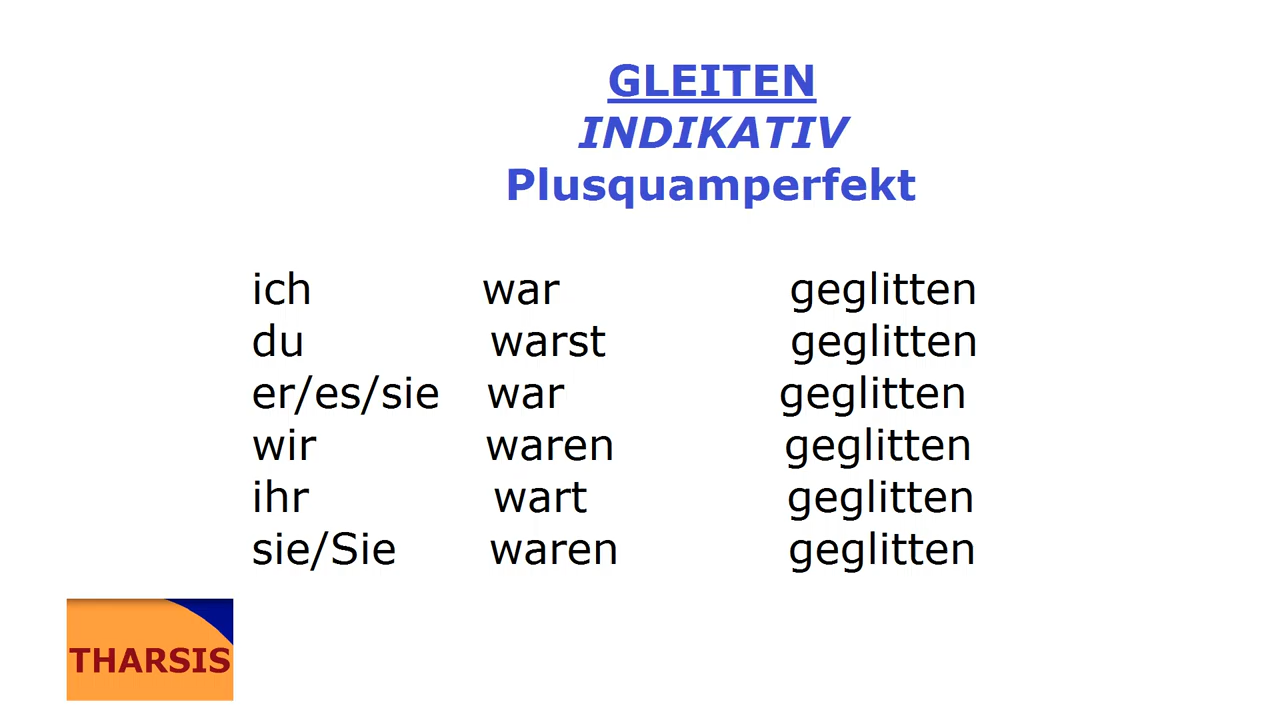 GLEITEN
INDIKATIV
Plusquamperfekt
ich war geglitten
du warst geglitten
er/es/sie war geglitten
wir waren geglitten
ihr wart geglitten
sie/Sie waren geglitten
THARSIS